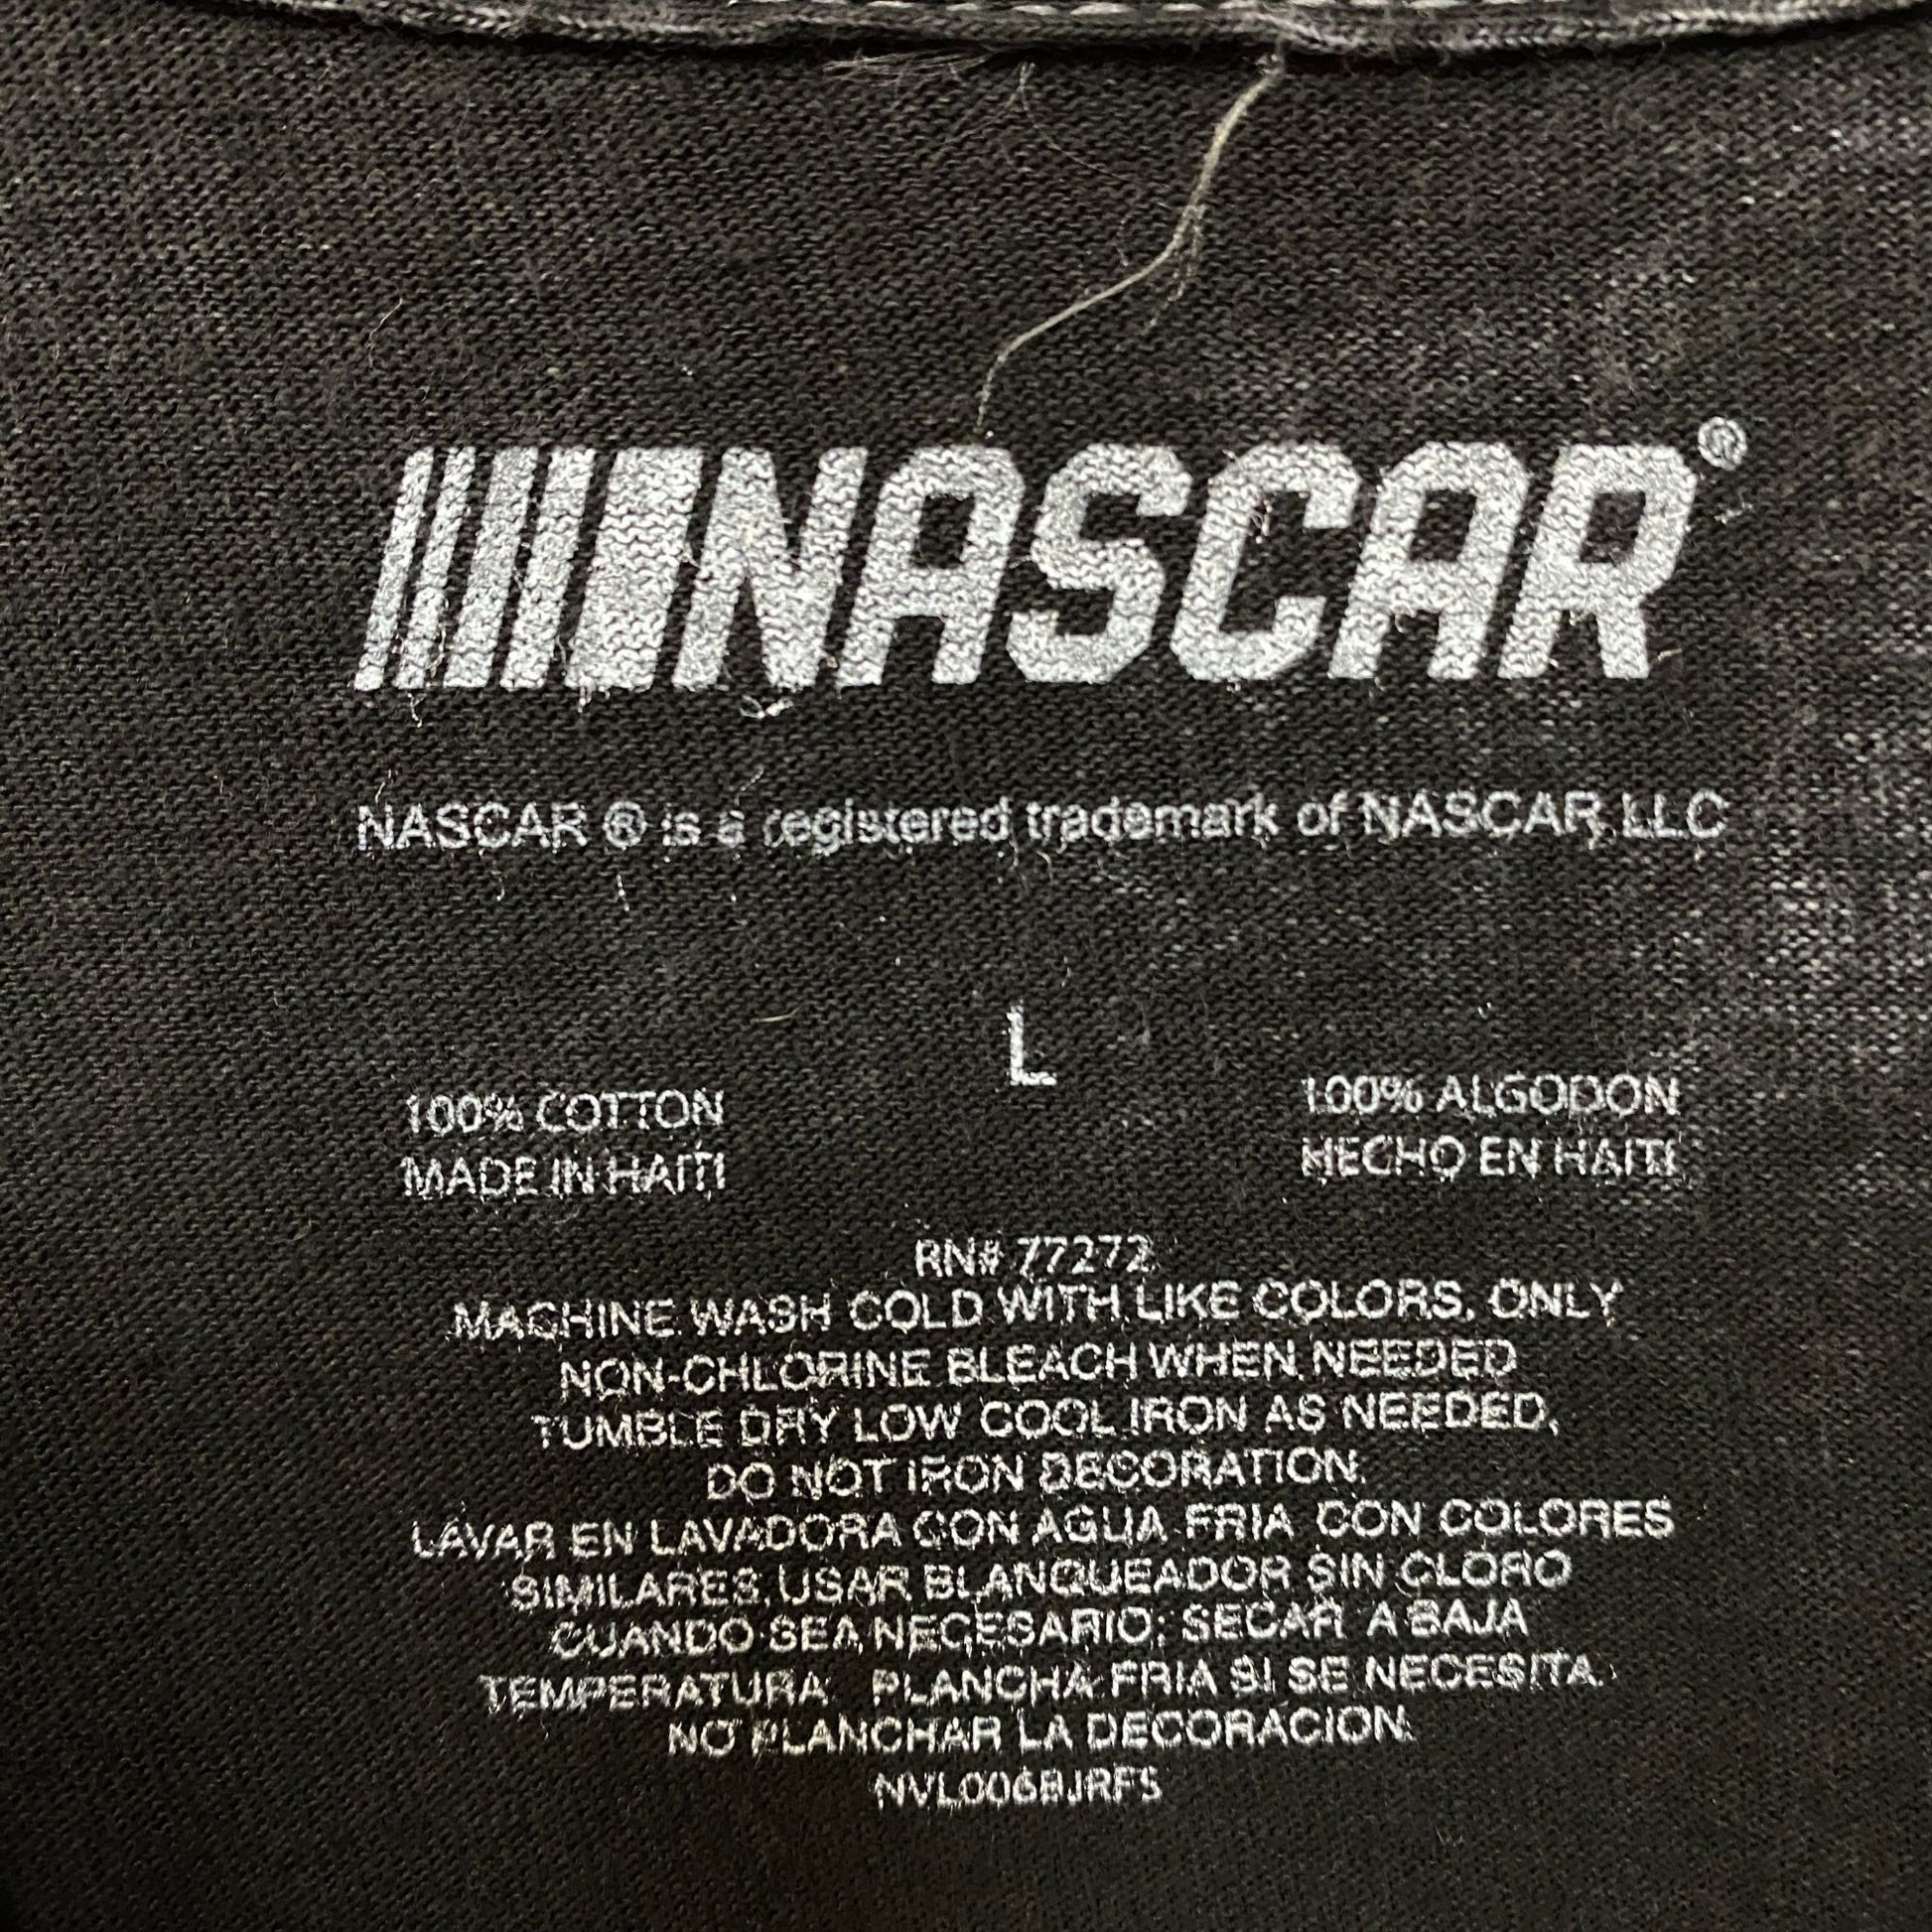 NASCAR®
NASCAR ® is a registered trademark of NASCAR, LLC
L
100% COTTON
MADE IN HAITI
100% ALGODON
HECHO EN HAITI
RN# 77272
MACHINE WASH COLD WITH LIKE COLORS, ONLY
NON-CHLORINE BLEACH WHEN NEEDED
TUMBLE DRY LOW COOL IRON AS NEEDED,
DO NOT IRON DECORATION.
LAVAR EN LAVADORA CON AGUA FRIA CON COLORES
SIMILARES, USAR BLANQUEADOR SIN CLORO
CUANDO SEA NECESARIO; SECAR A BAJA
TEMPERATURA PLANCHA FRIA SI SE NECESITA.
NO PLANCHAR LA DECORACION.
NVL006BJRFS